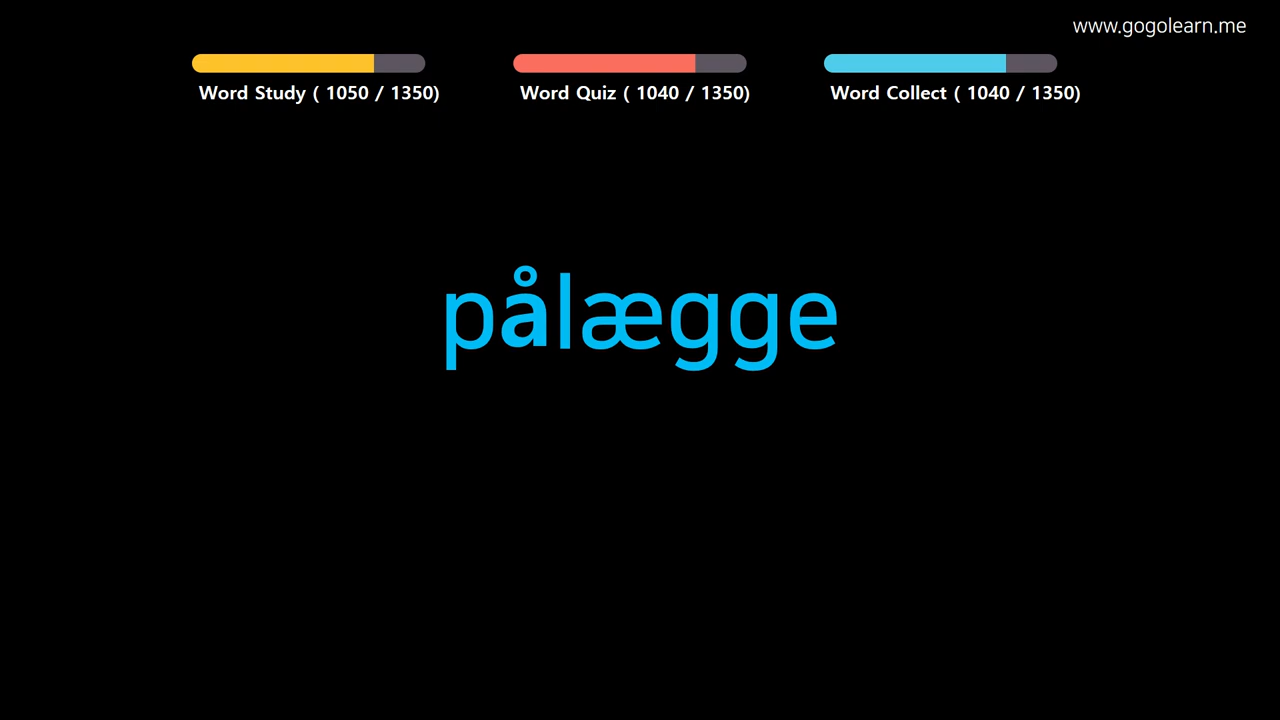 www.gogolearn.me
Word Study ( 1050 / 1350)
Word Quiz ( 1040 / 1350)
Word Collect ( 1040 / 1350)
pålægge